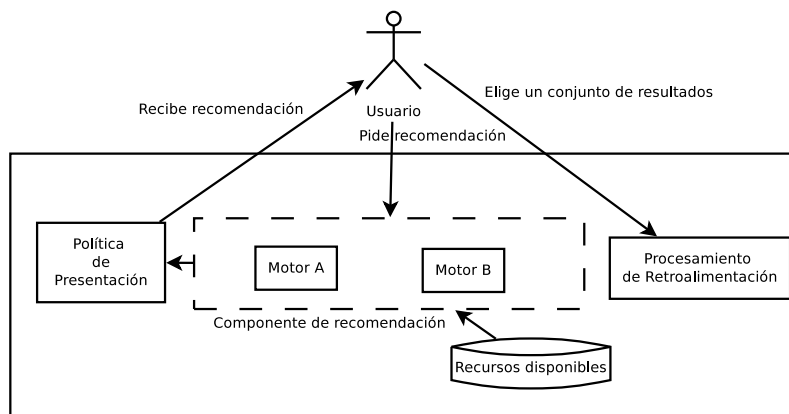 Elige un conjunto de resultados
Recibe recomendación
Usuario
Pide recomendación
Política
de
Presentación
Motor A
Motor B
Procesamiento
de Retroalimentación
Componente de recomendación
Recursos disponibles